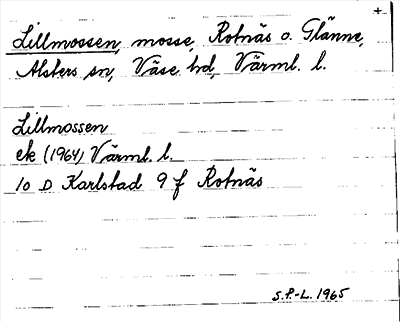 +
Lillmossen, mosse, Rotnäs o. Glänne,
Alsters sn, Väse hd, Värml. l.
Lillmossen
ek (1964) Värml. l.
10 D Karlstad 9 f Rotnäs
S.P.-L. 1965